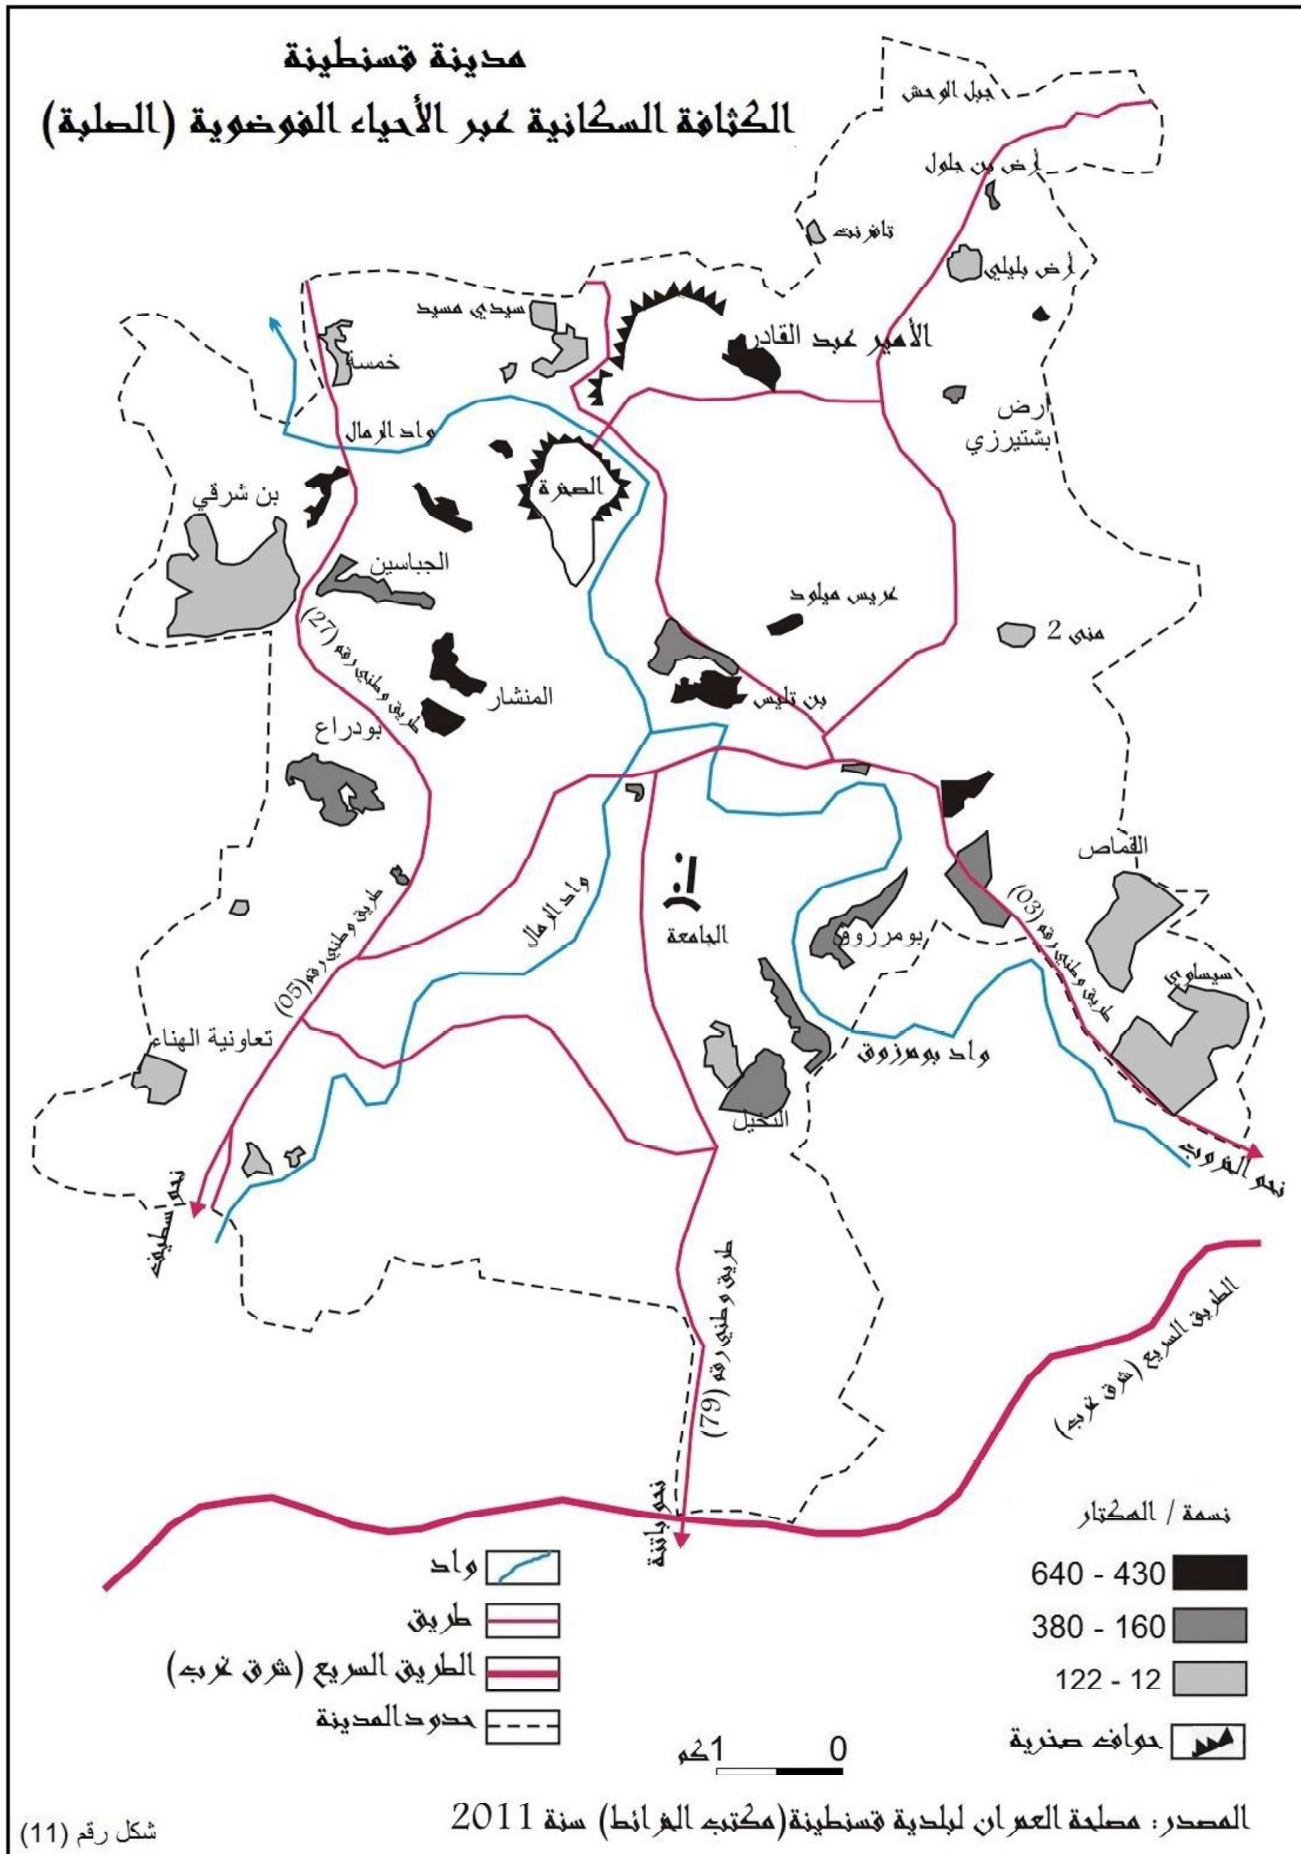 مدينة قسنطينة
الكثافة السكانية عبر الأحياء الفوضوية (الصلبة)
جبل الوحش
أرض بن جلول
تافرنت
أرض بليلي
سيدي مسيد
الأمير عبد القادر
خمسة
أرض
بشتيرزي
واد الرمال
بن شرقي
الصخرة
الجباسين
عريس ميلود
منى 2
طريق وطني رقم (27)
المنشار
بن تليس
بودراع
القماص
واد الرمال
طريق وطني رقم (03)
بومرزوق
الجامعة
طريق وطني رقم (05)
سيساوي
تعاونية الهناء
واد بومرزوق
النخيل
نحو الخروب
نحو سطيف
طريق وطني رقم (79)
الطريق السريع (شرق غرب)
نحو باتنة
نسمة / الهكتار
640 - 430
380 - 160
122 - 12
حواف صخرية
واد
طريق
الطريق السريع (شرق غرب)
حدود المدينة
0 1كم
المصدر: مصلحة العمران لبلدية قسنطينة (مكتب الخرائط) سنة 2011
شكل رقم (11)